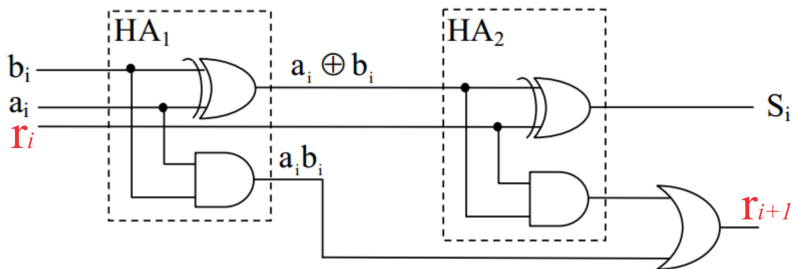 HA₁ HA₂
bᵢ aᵢ ⊕ bᵢ
aᵢ Sᵢ
rᵢ
aᵢbᵢ
rᵢ₊₁